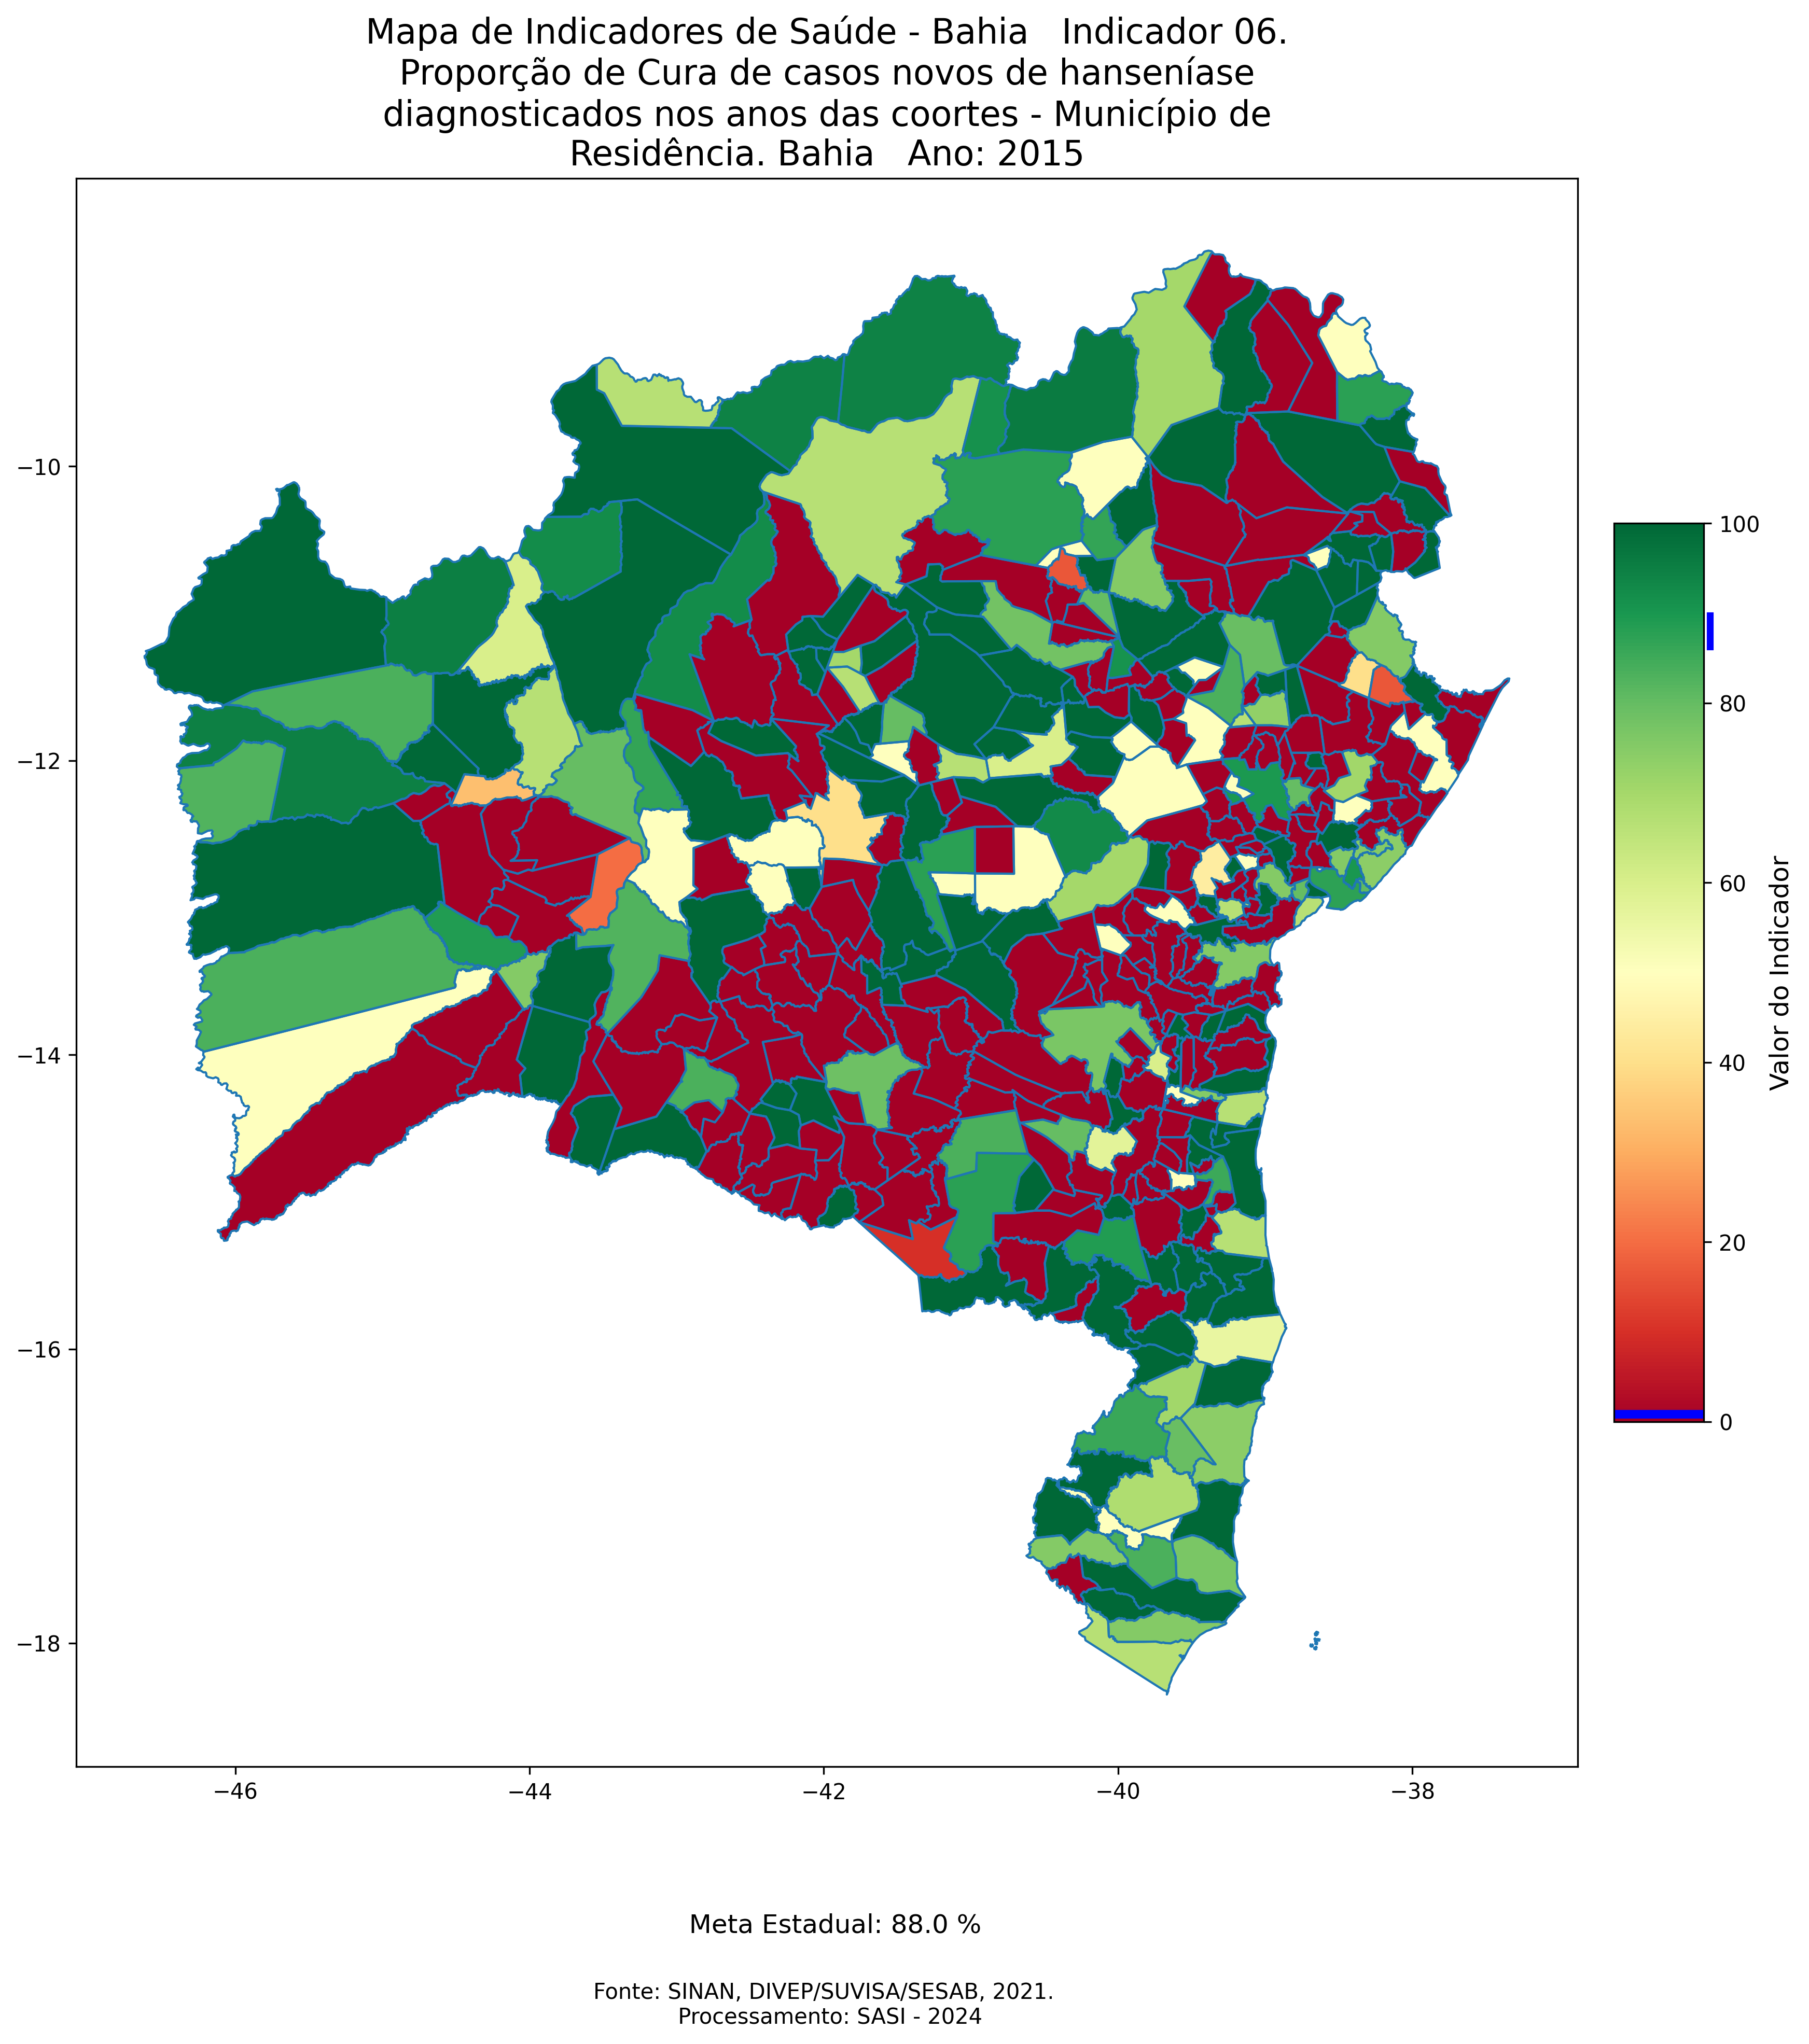 Mapa de Indicadores de Saúde - Bahia   Indicador 06.
Proporção de Cura de casos novos de hanseníase
diagnosticados nos anos das coortes - Município de
Residência. Bahia   Ano: 2015
−10
−12
−14
−16
−18
−46
−44
−42
−40
−38
100
80
60
40
20
0
Valor do Indicador
Meta Estadual: 88.0 %
Fonte: SINAN, DIVEP/SUVISA/SESAB, 2021.
Processamento: SASI - 2024